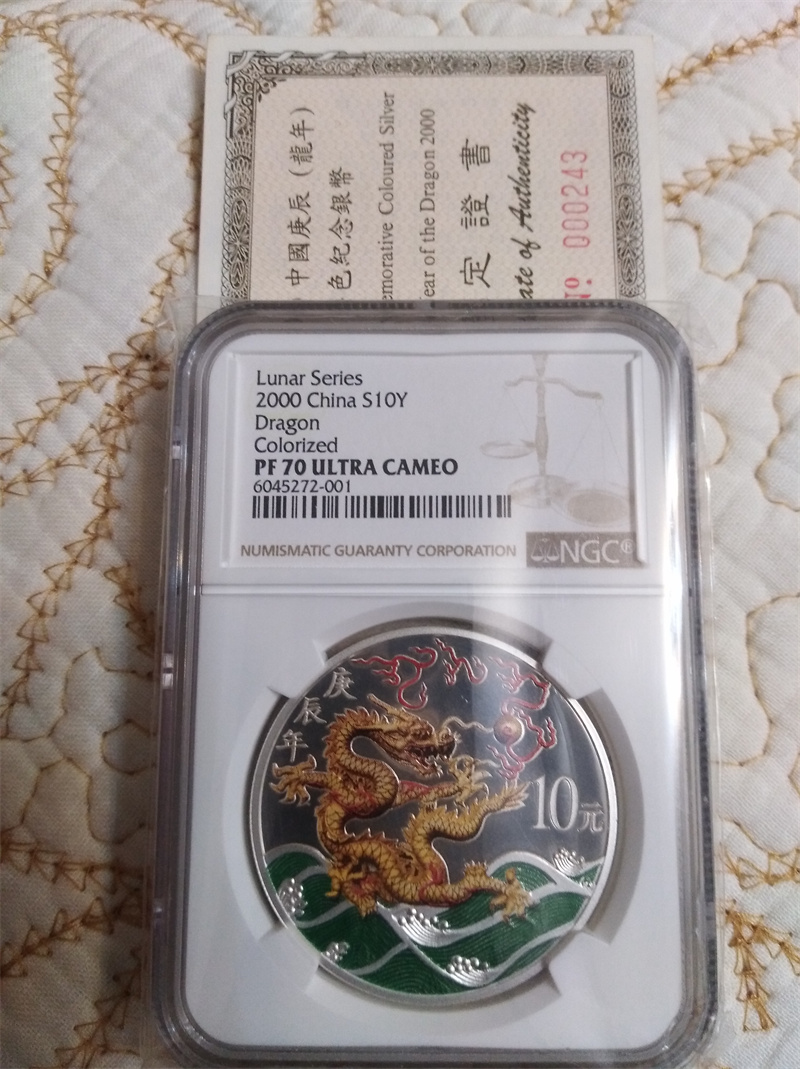 中國庚辰(龍年)
色紀念銀幣
emorative Coloured Silver
ear of the Dragon 2000
定證書
ate of Authenticity
Nº 000243
Lunar Series
2000 China S10Y
Dragon
Colorized
PF 70 ULTRA CAMEO
6045272-001
NUMISMATIC GUARANTY CORPORATION
NGC
庚辰年
10元